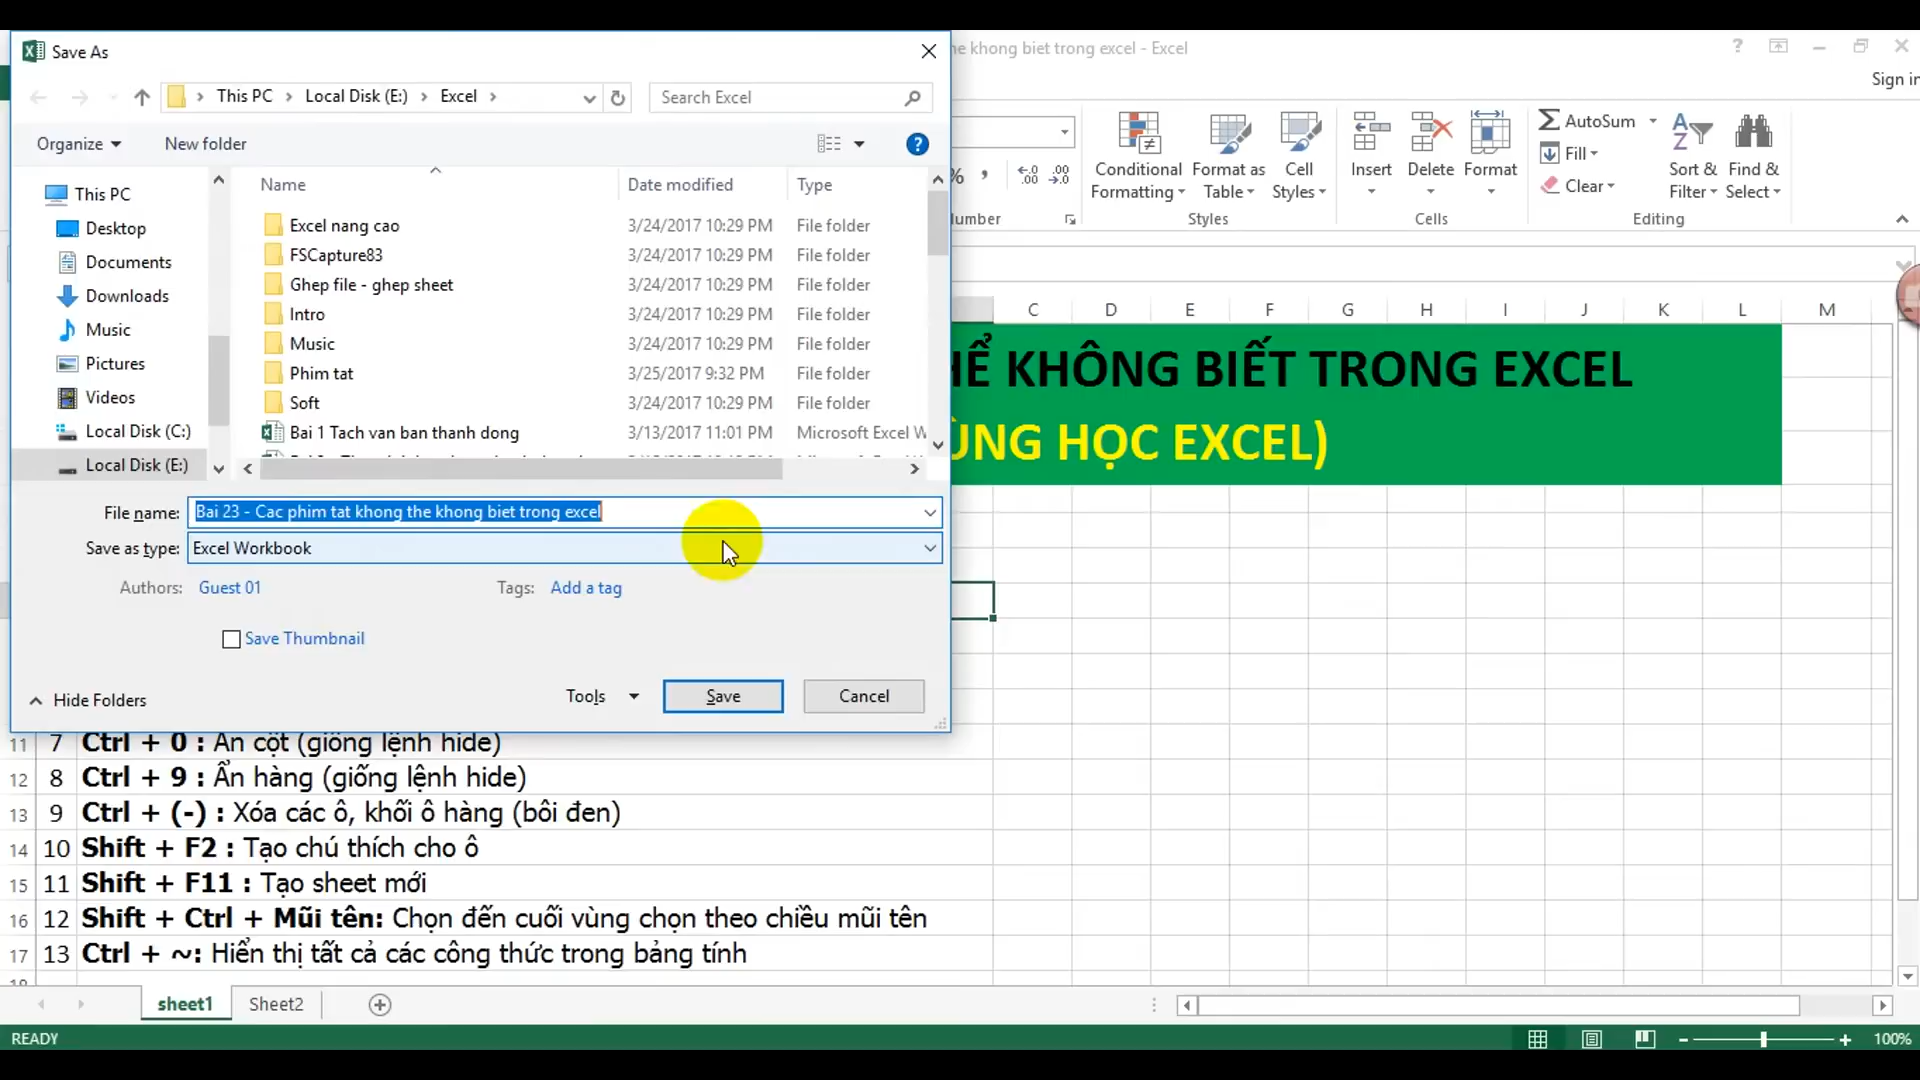 Save As
he khong biet trong excel - Excel
Sign in
This PC
Local Disk (E:)
Excel
Search Excel
Organize
New folder
Name
Date modified
Type
This PC
Desktop
Documents
Downloads
Music
Pictures
Videos
Local Disk (C:)
Local Disk (E:)
Excel nang cao 3/24/2017 10:29 PM File folder
FSCapture83 3/24/2017 10:29 PM File folder
Ghep file - ghep sheet 3/24/2017 10:29 PM File folder
Intro 3/24/2017 10:29 PM File folder
Music 3/24/2017 10:29 PM File folder
Phim tat 3/25/2017 9:32 PM File folder
Soft 3/24/2017 10:29 PM File folder
Bai 1 Tach van ban thanh dong 3/13/2017 11:01 PM Microsoft Excel W
File name: Bai 23 - Cac phim tat khong the khong biet trong excel
Save as type: Excel Workbook
Authors: Guest 01
Tags: Add a tag
Save Thumbnail
Hide Folders
Tools
Save
Cancel
%
,
Conditional Formatting
Format as Table
Cell Styles
Insert
Delete
Format
AutoSum
Fill
Clear
Sort & Filter
Find & Select
umber
Styles
Cells
Editing
C D E F G H I J K L M
HỂ KHÔNG BIẾT TRONG EXCEL
ÙNG HỌC EXCEL)
11 7 Ctrl + 0 : Ẩn cột (giống lệnh hide)
12 8 Ctrl + 9 : Ẩn hàng (giống lệnh hide)
13 9 Ctrl + (-) : Xóa các ô, khối ô hàng (bôi đen)
14 10 Shift + F2 : Tạo chú thích cho ô
15 11 Shift + F11 : Tạo sheet mới
16 12 Shift + Ctrl + Mũi tên: Chọn đến cuối vùng chọn theo chiều mũi tên
17 13 Ctrl + ~: Hiển thị tất cả các công thức trong bảng tính
sheet1
Sheet2
READY
100%